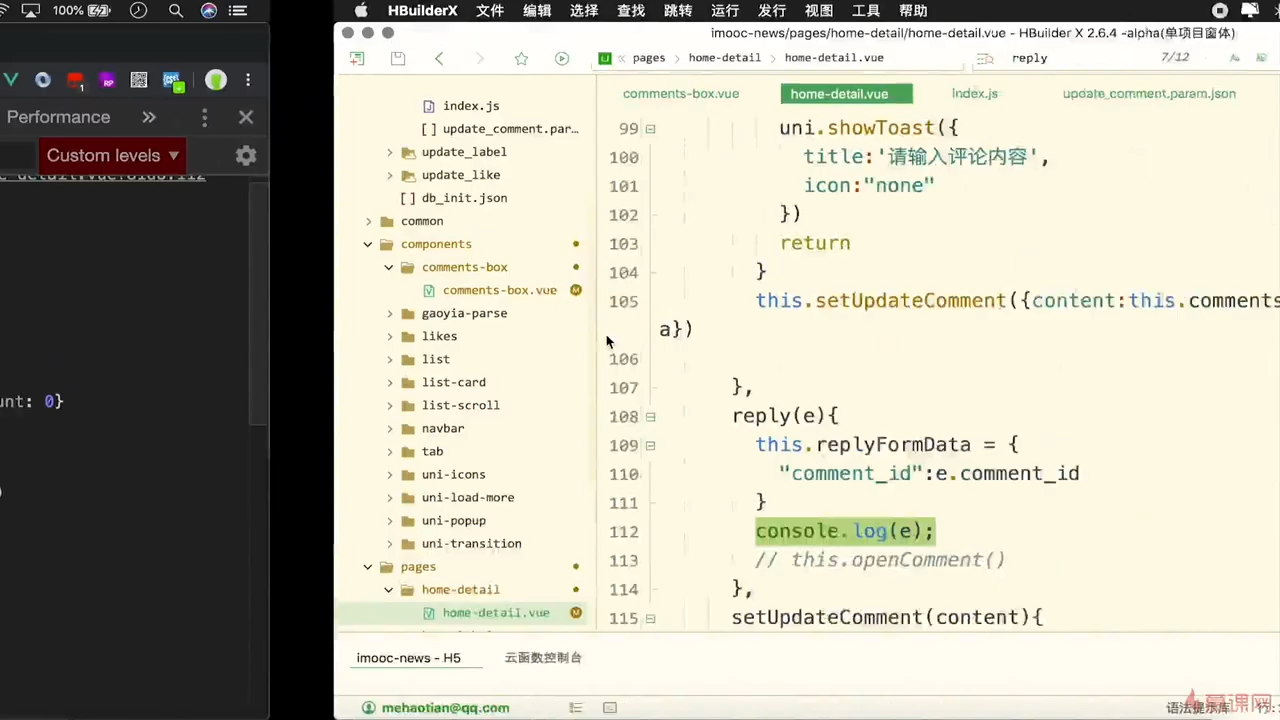 100%
HBuilderX 文件 编辑 选择 查找 跳转 运行 发行 视图 工具 帮助
imooc-news/pages/home-detail/home-detail.vue - HBuilder X 2.6.4 -alpha(单项目窗体)
pages > home-detail > home-detail.vue
reply
7/12
Performance
Custom levels ▼
unt: 0}
index.js
[ ] update_comment.par…
update_label
update_like
[ ] db_init.json
common
components
comments-box
comments-box.vue
gaoyia-parse
likes
list
list-card
list-scroll
navbar
tab
uni-icons
uni-load-more
uni-popup
uni-transition
pages
home-detail
home-detail.vue
comments-box.vue home-detail.vue index.js update_comment.param.json
99 uni.showToast({
100 title:'请输入评论内容',
101 icon:"none"
102 })
103 return
104 }
105 this.setUpdateComment({content:this.comments
a})
106
107 },
108 reply(e){
109 this.replyFormData = {
110 "comment_id":e.comment_id
111 }
112 console.log(e);
113 // this.openComment()
114 },
115 setUpdateComment(content){
imooc-news - H5 云函数控制台
mehaotian@qq.com
语法提示库
慕课网